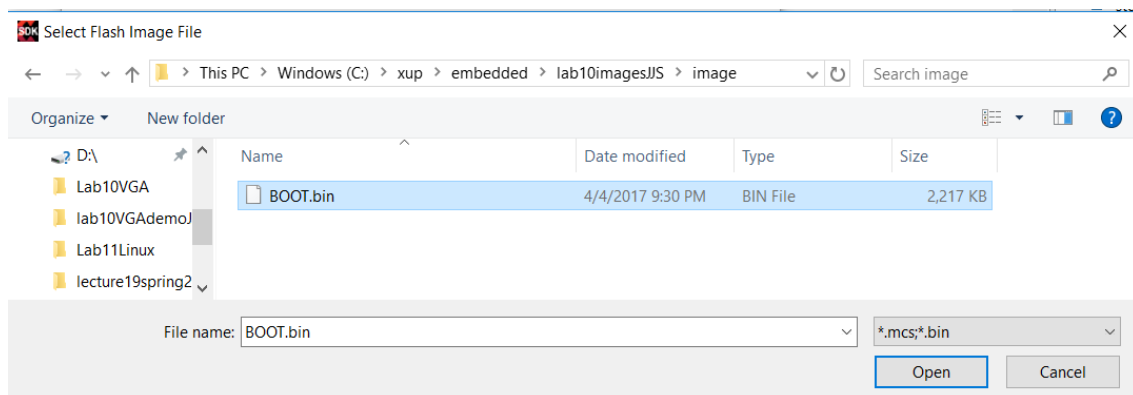 SDK Select Flash Image File
This PC > Windows (C:) > xup > embedded > lab10imagesJJS > image Search image
Organize New folder
D:\ Name Date modified Type Size
Lab10VGA BOOT.bin 4/4/2017 9:30 PM BIN File 2,217 KB
lab10VGAdemoJ
Lab11Linux
lecture19spring2
File name: BOOT.bin *.mcs;*.bin
Open Cancel